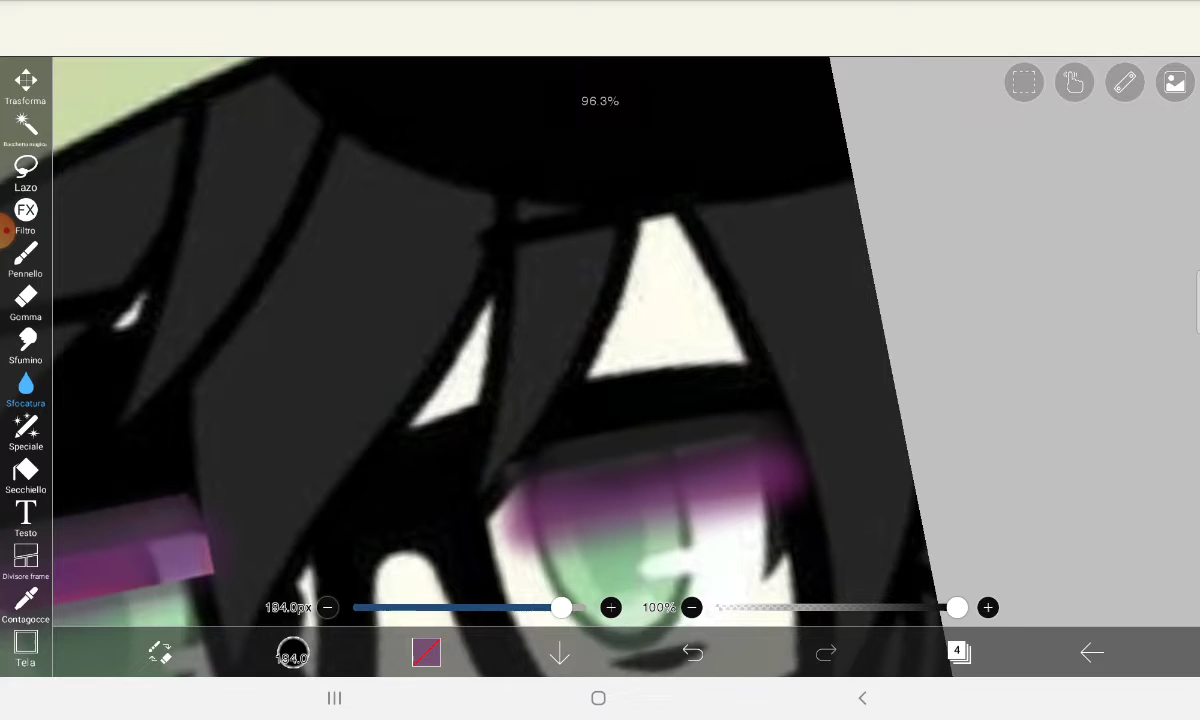 96.3%
Trasforma
Bacchetta magica
Lazo
FX
Filtro
Pennello
Gomma
Sfumino
Sfocatura
Speciale
Secchiello
T
Testo
Divisore frame
Contagocce
Tela
194.0px
100%
194.0
4